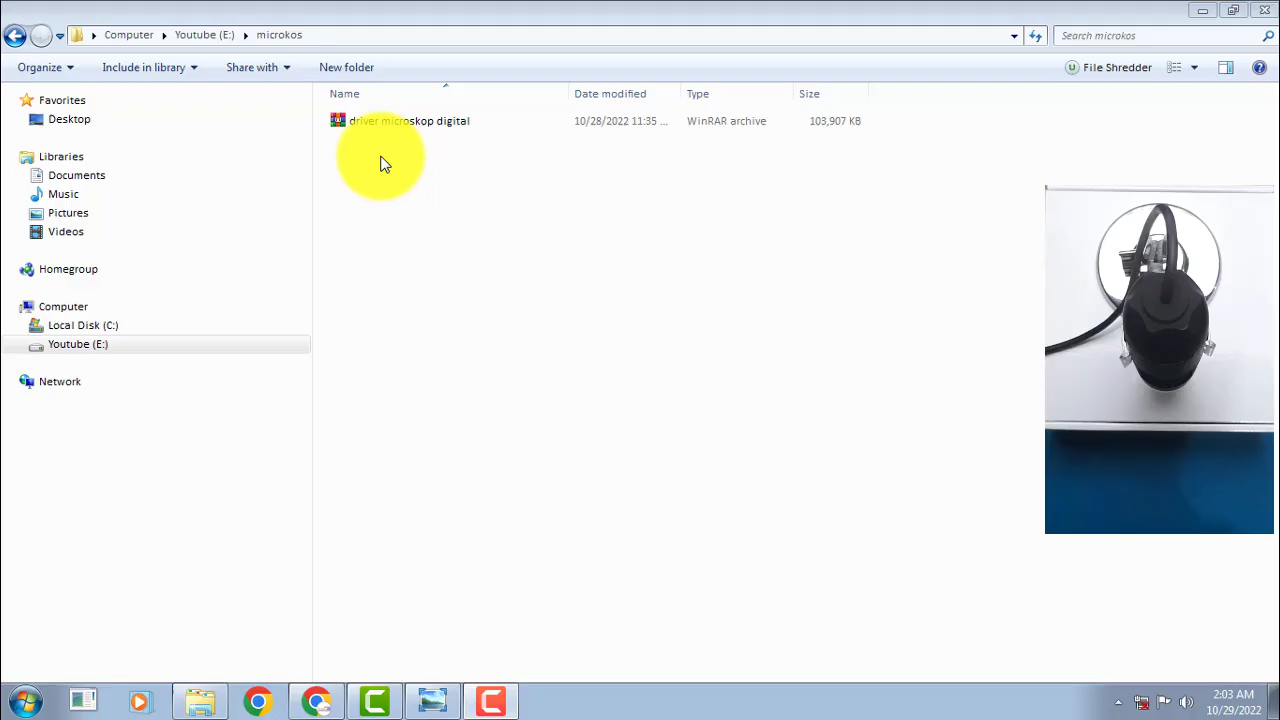 Computer Youtube (E:) microkos Search microkos
Organize Include in library Share with New folder File Shredder
Name Date modified Type Size
Favorites
Desktop
Libraries
Documents
Music
Pictures
Videos
Homegroup
Computer
Local Disk (C:)
Youtube (E:)
Network
driver microskop digital 10/28/2022 11:35 ... WinRAR archive 103,907 KB
2:03 AM
10/29/2022